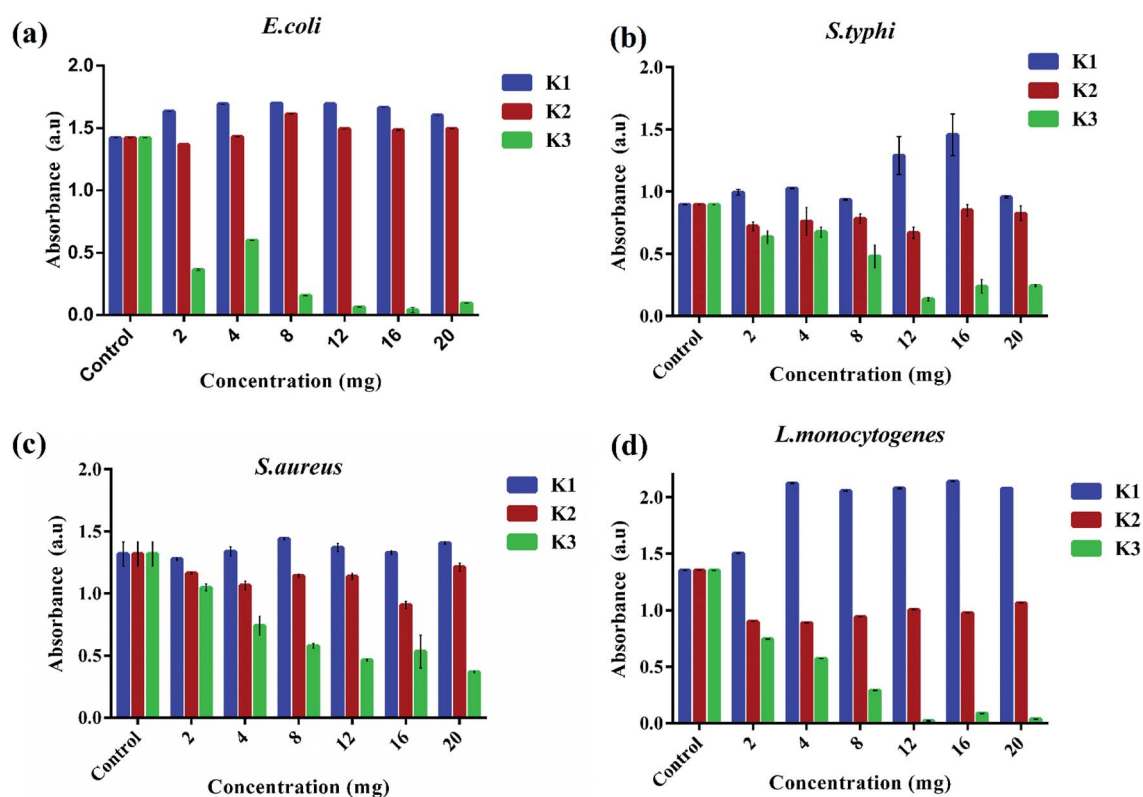 (a)
E.coli
2.0
1.5
1.0
0.5
0.0
Absorbance (a.u)
Control 2 4 8 12 16 20
Concentration (mg)
K1
K2
K3
(b)
S.typhi
2.0
1.5
1.0
0.5
0.0
Absorbance (a.u)
Control 2 4 8 12 16 20
Concentration (mg)
K1
K2
K3
(c)
S.aureus
2.0
1.5
1.0
0.5
0.0
Absorbance (a.u)
Control 2 4 8 12 16 20
Concentration (mg)
K1
K2
K3
(d)
L.monocytogenes
2.0
1.5
1.0
0.5
0.0
Absorbance (a.u)
Control 2 4 8 12 16 20
Concentration (mg)
K1
K2
K3